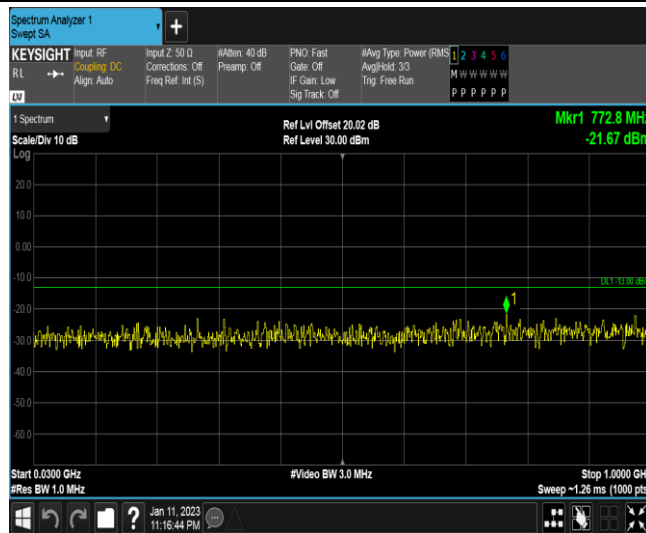 Spectrum Analyzer 1
Swept SA
+
KEYSIGHT Input: RF Input Z: 50 Ω #Atten: 40 dB PNO: Fast #Avg Type: Power (RMS 1 2 3 4 5 6
RL Coupling: DC Corrections: Off Preamp: Off Gate: Off Avg|Hold: 3/3 M W W W W W
Align: Auto Freq Ref: Int (S) IF Gain: Low Trig: Free Run
LXI Sig Track: Off P P P P P P
1 Spectrum Ref Lvl Offset 20.02 dB Mkr1 772.8 MHz
Scale/Div 10 dB Ref Level 30.00 dBm -21.67 dBm
Log
20.0
10.0
0.00
-10.0 DL1 -13.00 dBm
1
-20.0
-30.0
-40.0
-50.0
-60.0
Start 0.0300 GHz #Video BW 3.0 MHz Stop 1.0000 GHz
#Res BW 1.0 MHz Sweep ~1.26 ms (1000 pts
? Jan 11, 2023
11:16:44 PM